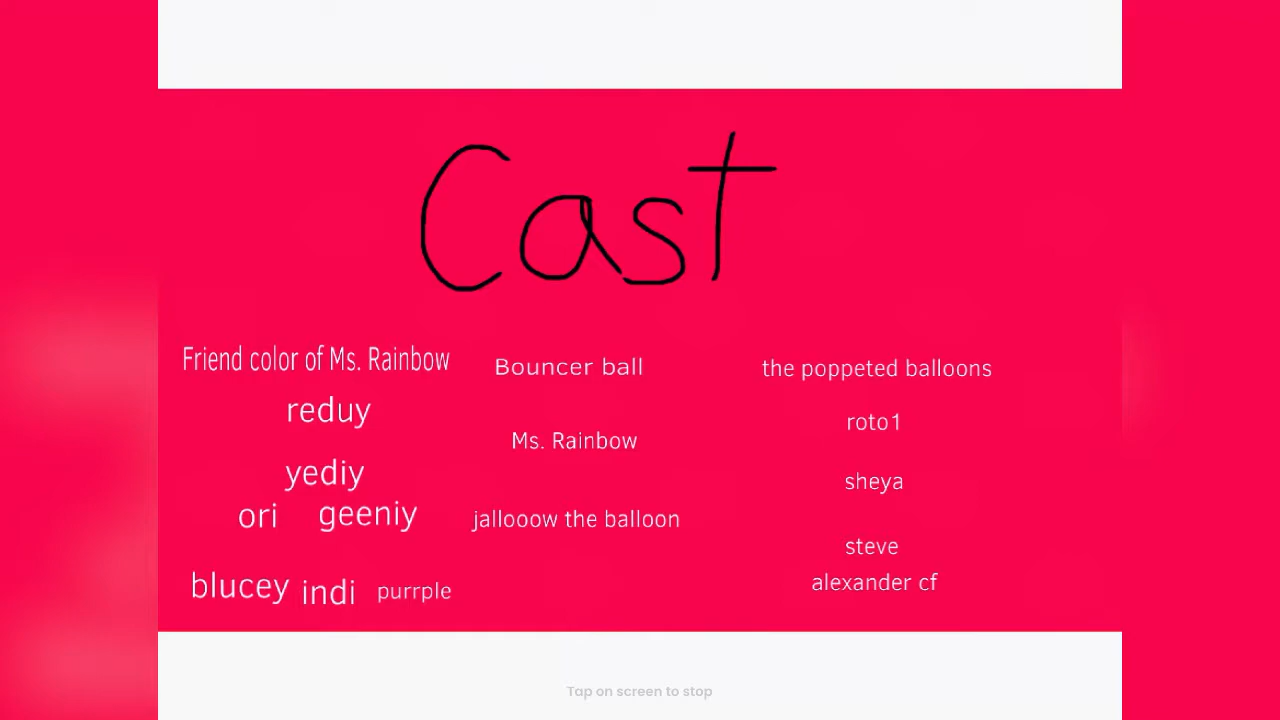 Cast
Friend color of Ms. Rainbow
reduy
yediy
ori geeniy
blucey indi purrple
Bouncer ball
Ms. Rainbow
jallooow the balloon
the poppeted balloons
roto1
sheya
steve
alexander cf
Tap on screen to stop